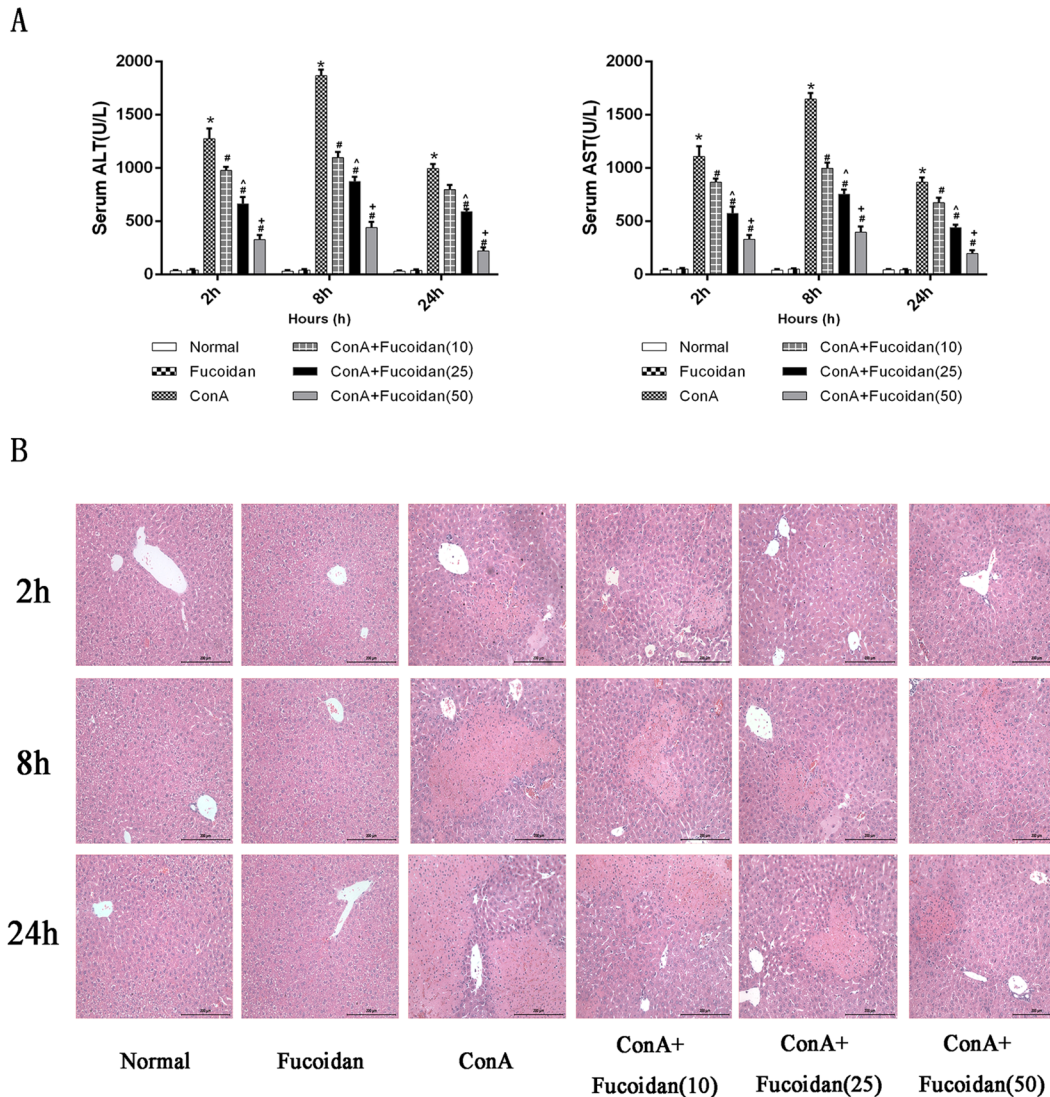 A
2000
1500
1000
500
0
Serum ALT(U/L)
*
#
^
#
+
#
*
#
^
#
+
#
*
^
#
+
#
2h
8h
24h
Hours (h)
Normal
Fucoidan
ConA
ConA+Fucoidan(10)
ConA+Fucoidan(25)
ConA+Fucoidan(50)
2000
1500
1000
500
0
Serum AST(U/L)
*
#
^
#
+
#
*
#
^
#
+
#
*
#
^
#
+
#
2h
8h
24h
Hours (h)
Normal
Fucoidan
ConA
ConA+Fucoidan(10)
ConA+Fucoidan(25)
ConA+Fucoidan(50)
B
2h
8h
24h
Normal
Fucoidan
ConA
ConA+
Fucoidan(10)
ConA+
Fucoidan(25)
ConA+
Fucoidan(50)